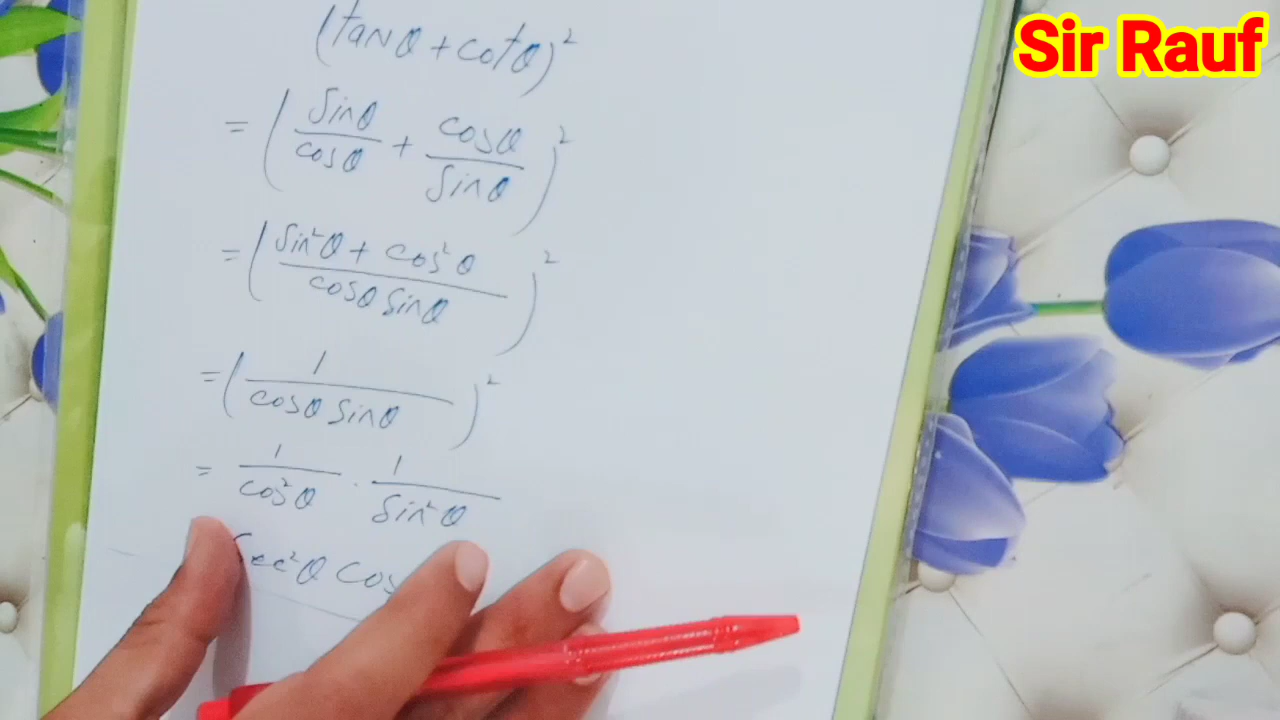 Sir Rauf
(tanθ + cotθ)²
= (sinθ/cosθ + cosθ/sinθ)²
= (sin²θ + cos²θ / cosθ sinθ)²
= (1 / cosθ sinθ)²
= 1/cos²θ . 1/sin²θ
Sec²θ